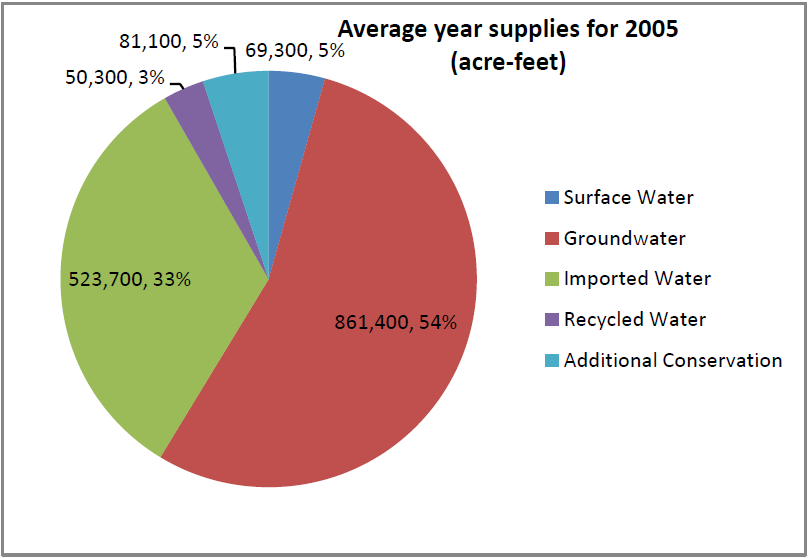 Average year supplies for 2005
(acre-feet)
81,100, 5%
69,300, 5%
50,300, 3%
523,700, 33%
861,400, 54%
Surface Water
Groundwater
Imported Water
Recycled Water
Additional Conservation